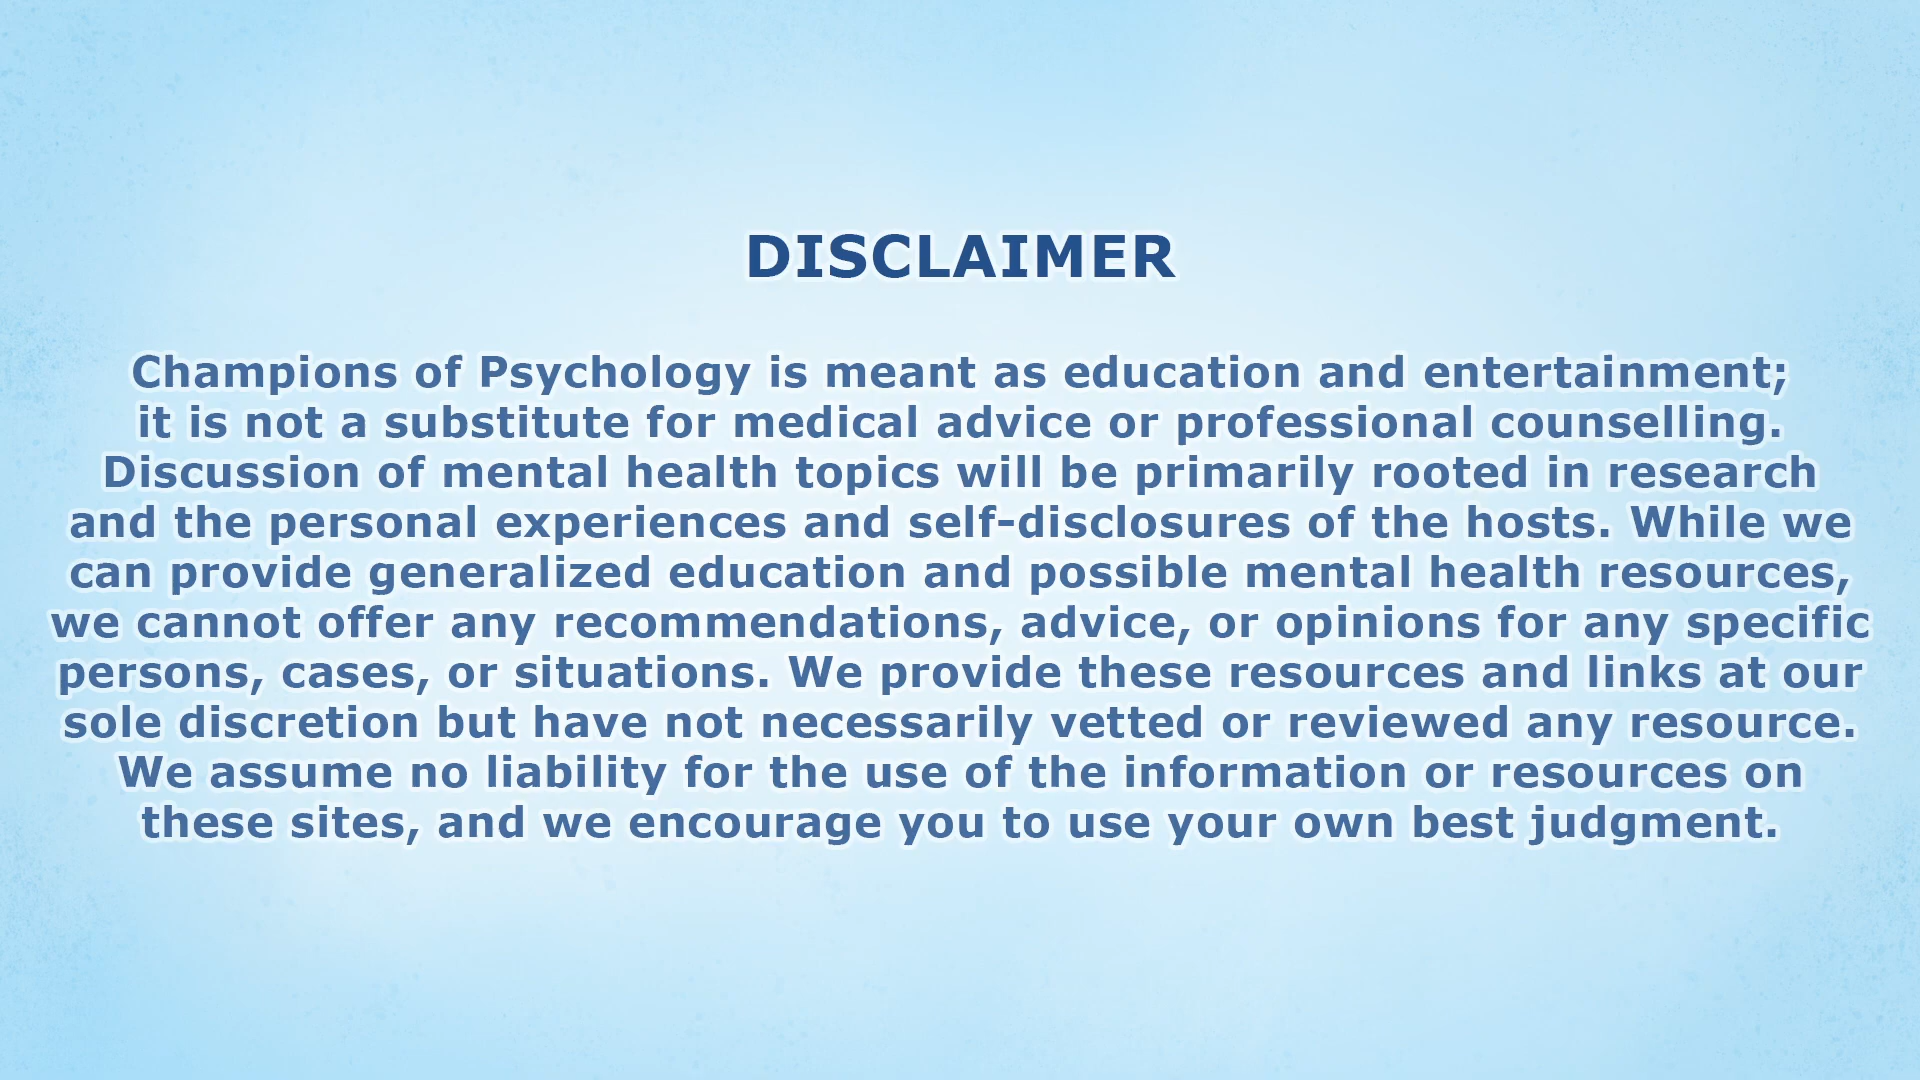 DISCLAIMER
Champions of Psychology is meant as education and entertainment;
it is not a substitute for medical advice or professional counselling.
Discussion of mental health topics will be primarily rooted in research
and the personal experiences and self-disclosures of the hosts. While we
can provide generalized education and possible mental health resources,
we cannot offer any recommendations, advice, or opinions for any specific
persons, cases, or situations. We provide these resources and links at our
sole discretion but have not necessarily vetted or reviewed any resource.
We assume no liability for the use of the information or resources on
these sites, and we encourage you to use your own best judgment.